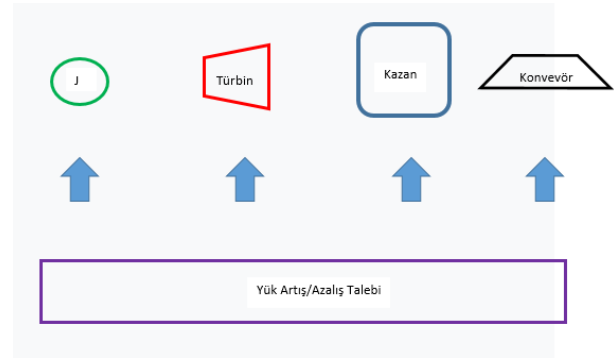 J
Türbin
Kazan
Konvevör
Yük Artış/Azalış Talebi